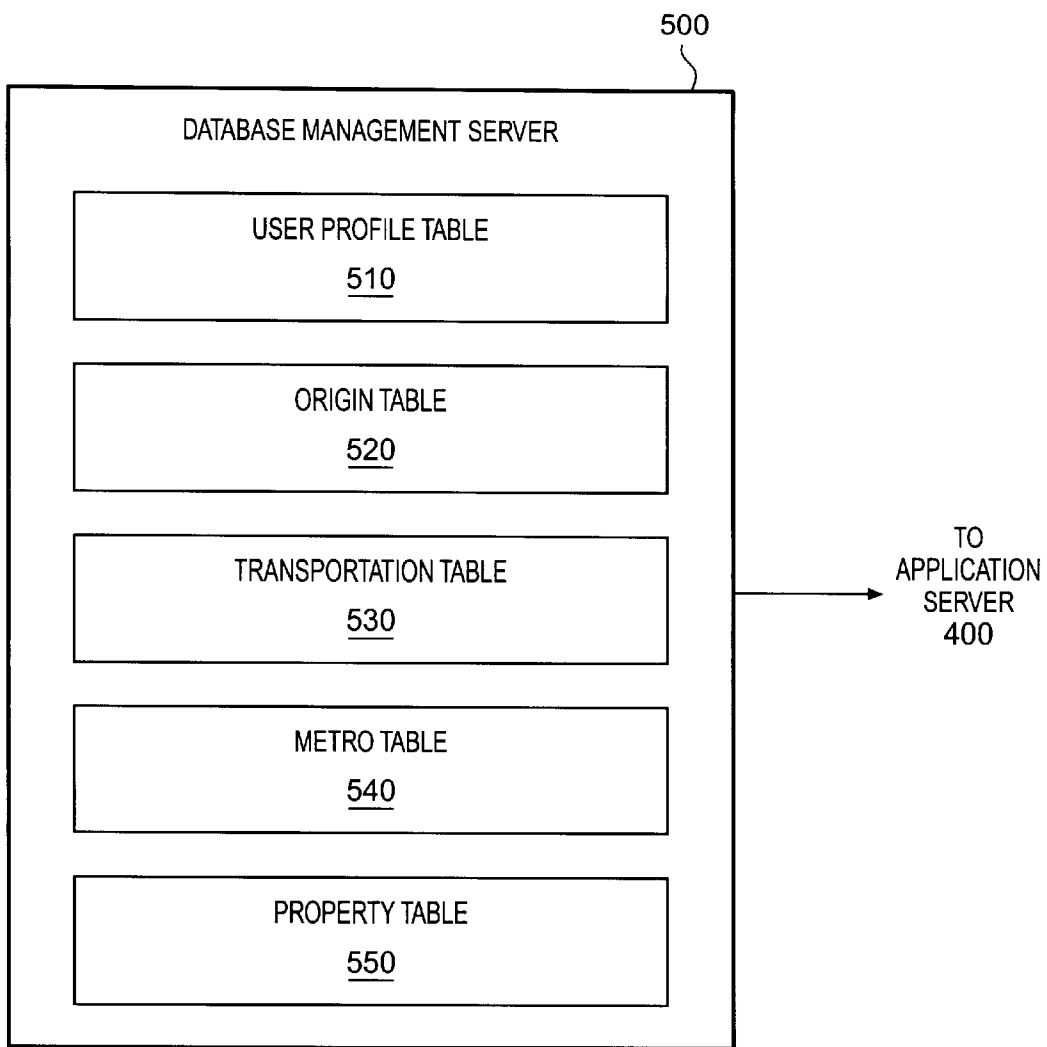 500
DATABASE MANAGEMENT SERVER
USER PROFILE TABLE
510
ORIGIN TABLE
520
TRANSPORTATION TABLE
530
METRO TABLE
540
PROPERTY TABLE
550
TO
APPLICATION
SERVER
400